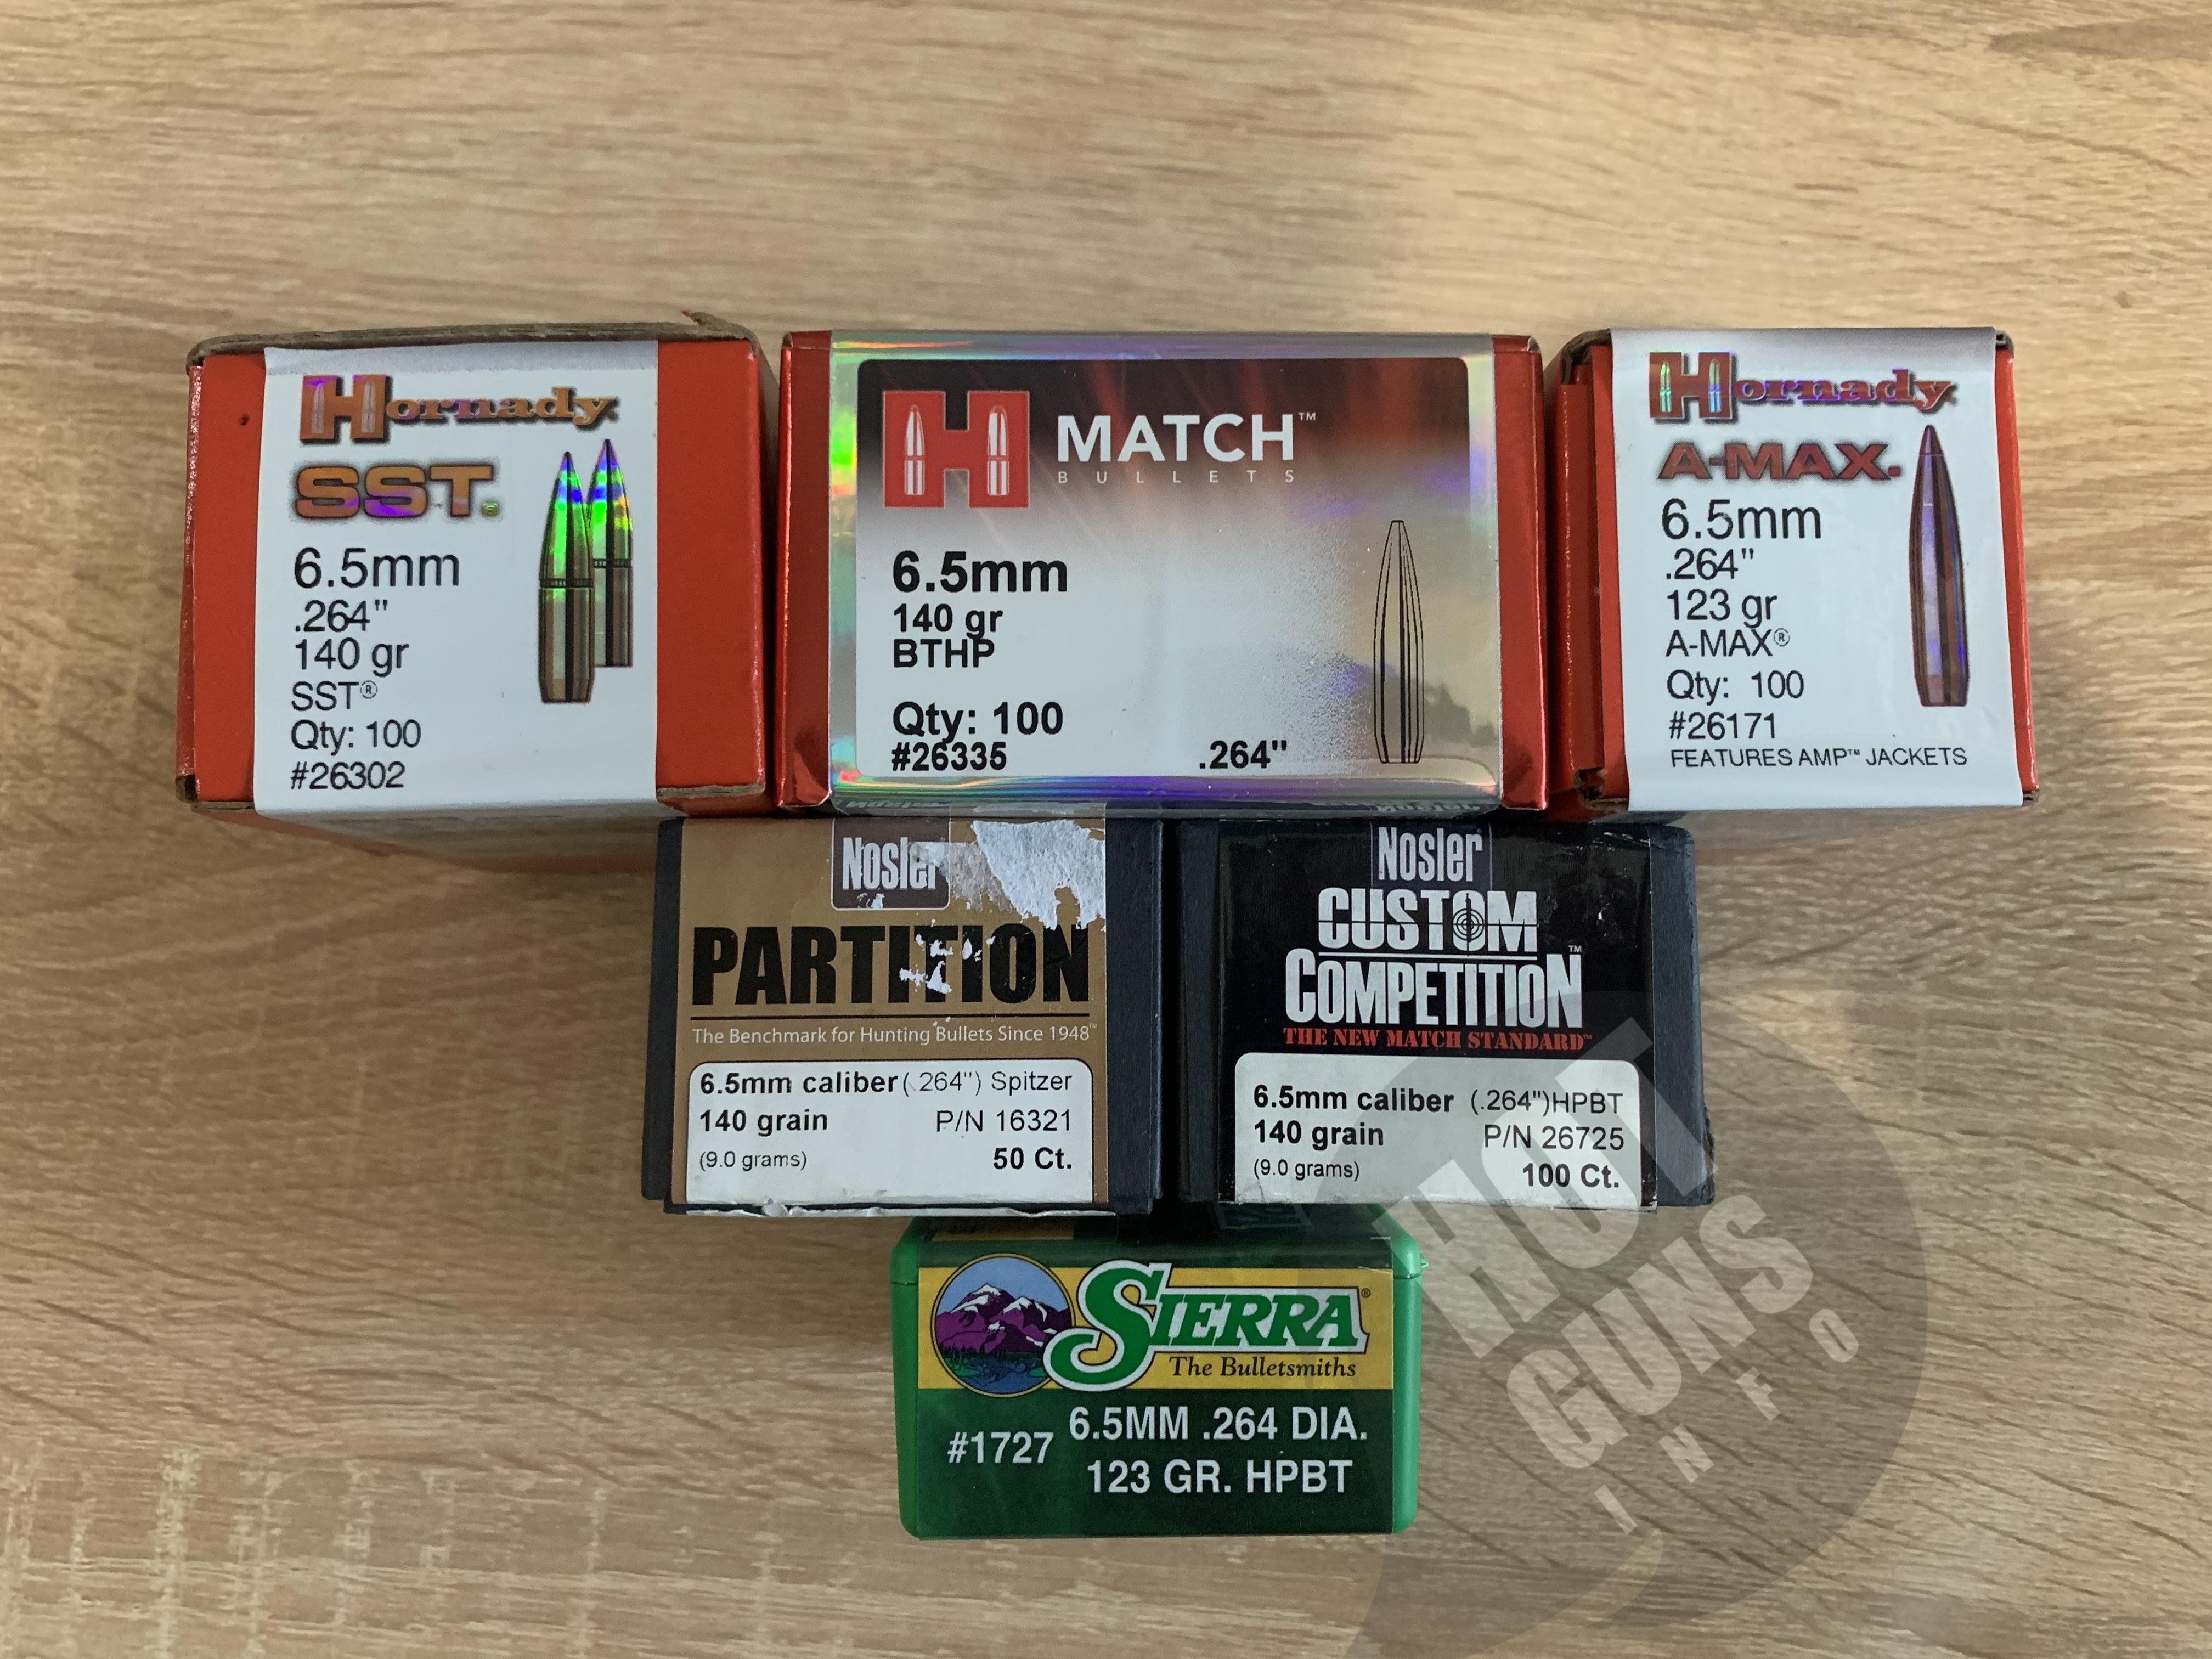 Hornady
SST
6.5mm
.264"
140 gr
SST®
Qty: 100
#26302
H MATCH™
BULLETS
6.5mm
140 gr
BTHP
Qty: 100
#26335 .264"
Hornady
A-MAX
6.5mm
.264"
123 gr
A-MAX®
Qty: 100
#26171
FEATURES AMP™ JACKETS
Nosler
PARTITION
The Benchmark for Hunting Bullets Since 1948™
6.5mm caliber (.264") Spitzer
140 grain P/N 16321
(9.0 grams) 50 Ct.
Nosler
CUSTOM
COMPETITION™
THE NEW MATCH STANDARD™
6.5mm caliber (.264")HPBT
140 grain P/N 26725
(9.0 grams) 100 Ct.
SIERRA®
The Bulletsmiths
#1727 6.5MM .264 DIA.
123 GR. HPBT
HOT
GUNS
INFO